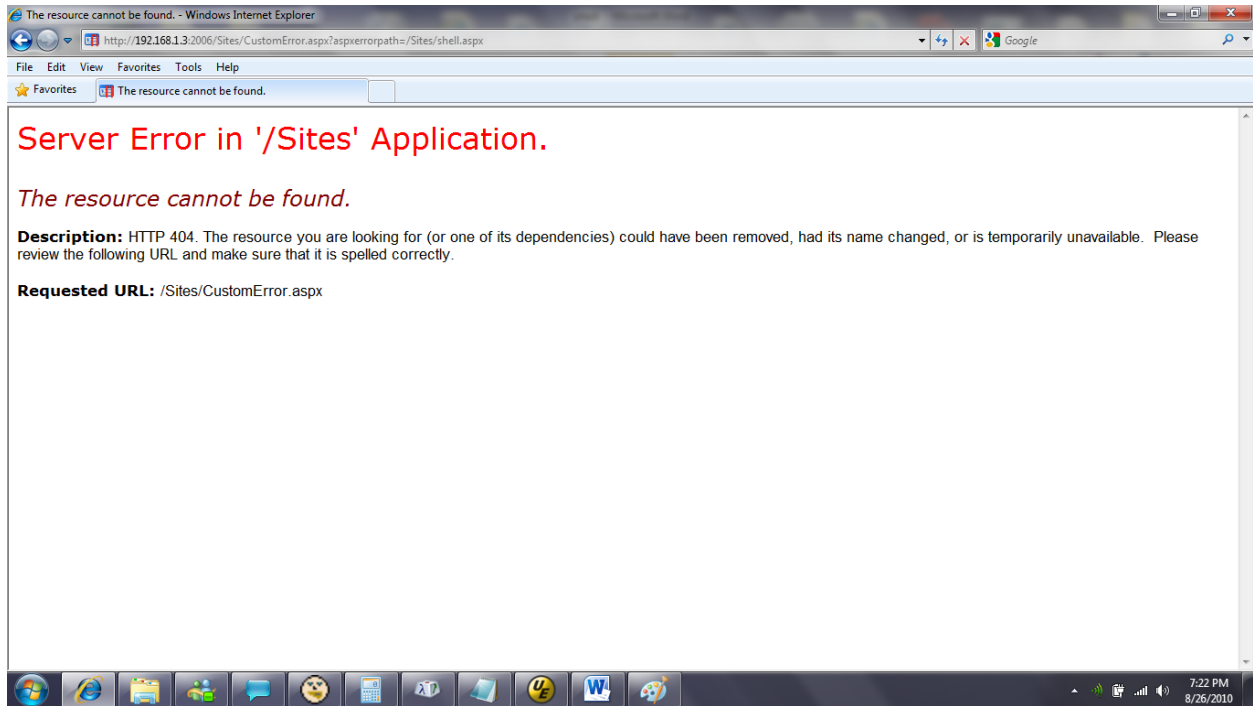 The resource cannot be found. - Windows Internet Explorer
http://192.168.1.3:2006/Sites/CustomError.aspx?aspxerrorpath=/Sites/shell.aspx
Google
File Edit View Favorites Tools Help
Favorites
The resource cannot be found.
Server Error in '/Sites' Application.
The resource cannot be found.
Description: HTTP 404. The resource you are looking for (or one of its dependencies) could have been removed, had its name changed, or is temporarily unavailable. Please
review the following URL and make sure that it is spelled correctly.
Requested URL: /Sites/CustomError.aspx
7:22 PM
8/26/2010